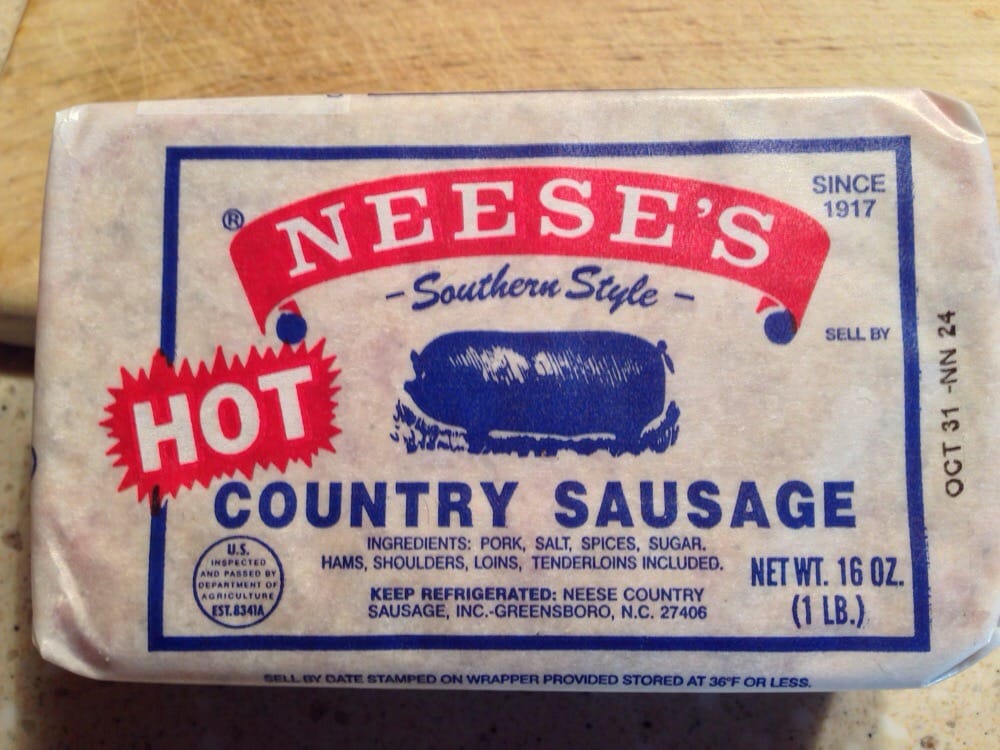 SINCE
1917
® NEESE'S
- Southern Style -
SELL BY
OCT 31 -NN 24
HOT
COUNTRY SAUSAGE
INGREDIENTS: PORK, SALT, SPICES, SUGAR.
HAMS, SHOULDERS, LOINS, TENDERLOINS INCLUDED.
KEEP REFRIGERATED: NEESE COUNTRY
SAUSAGE, INC.-GREENSBORO, N.C. 27406
NET WT. 16 OZ.
(1 LB.)
U.S.
INSPECTED
AND PASSED BY
DEPARTMENT OF
AGRICULTURE
EST.8341A
SELL BY DATE STAMPED ON WRAPPER PROVIDED STORED AT 36°F OR LESS.